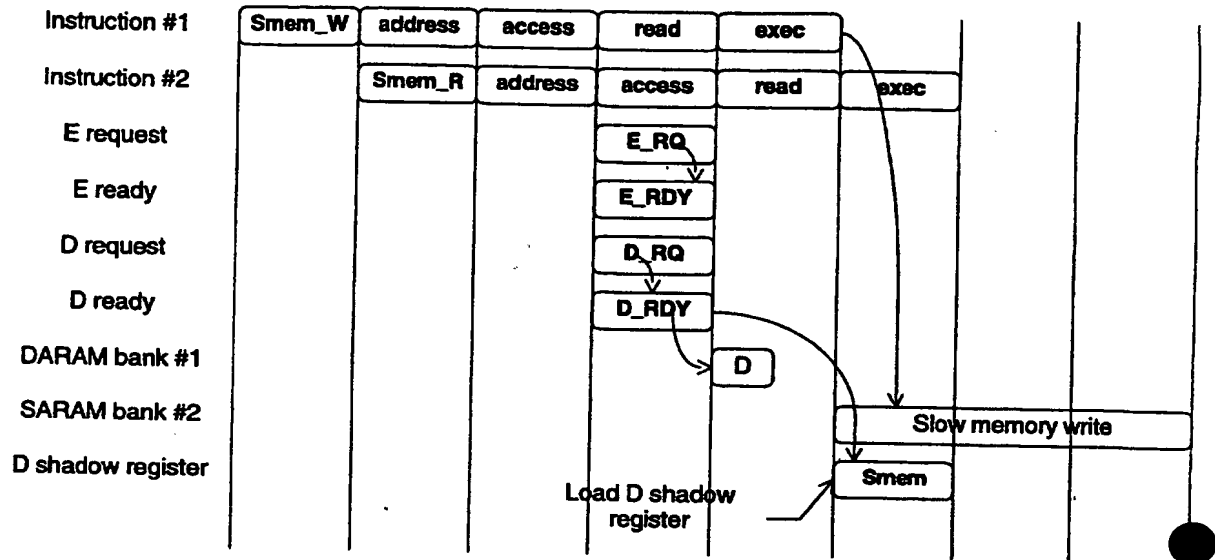 Instruction #1 Smem_W address access read exec
Instruction #2 Smem_R address access read exec
E request E_RQ
E ready E_RDY
D request D_RQ
D ready D_RDY
DARAM bank #1 D
SARAM bank #2 Slow memory write
D shadow register Smem
Load D shadow
register